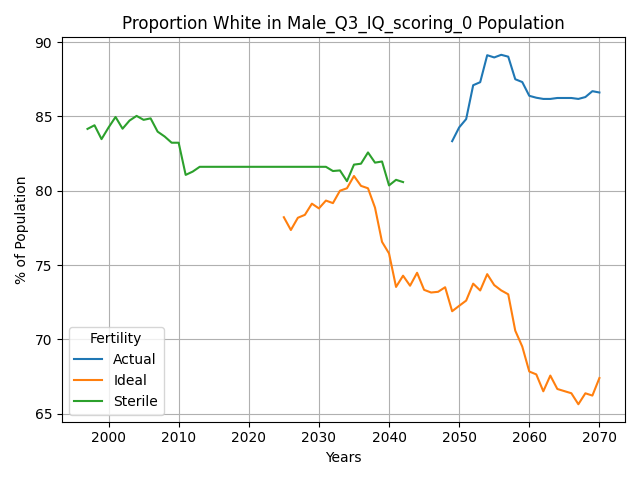 Proportion White in Male_Q3_IQ_scoring_0 Population
% of Population
90
85
80
75
70
65
Fertility
Actual
Ideal
Sterile
2000 2010 2020 2030 2040 2050 2060 2070
Years